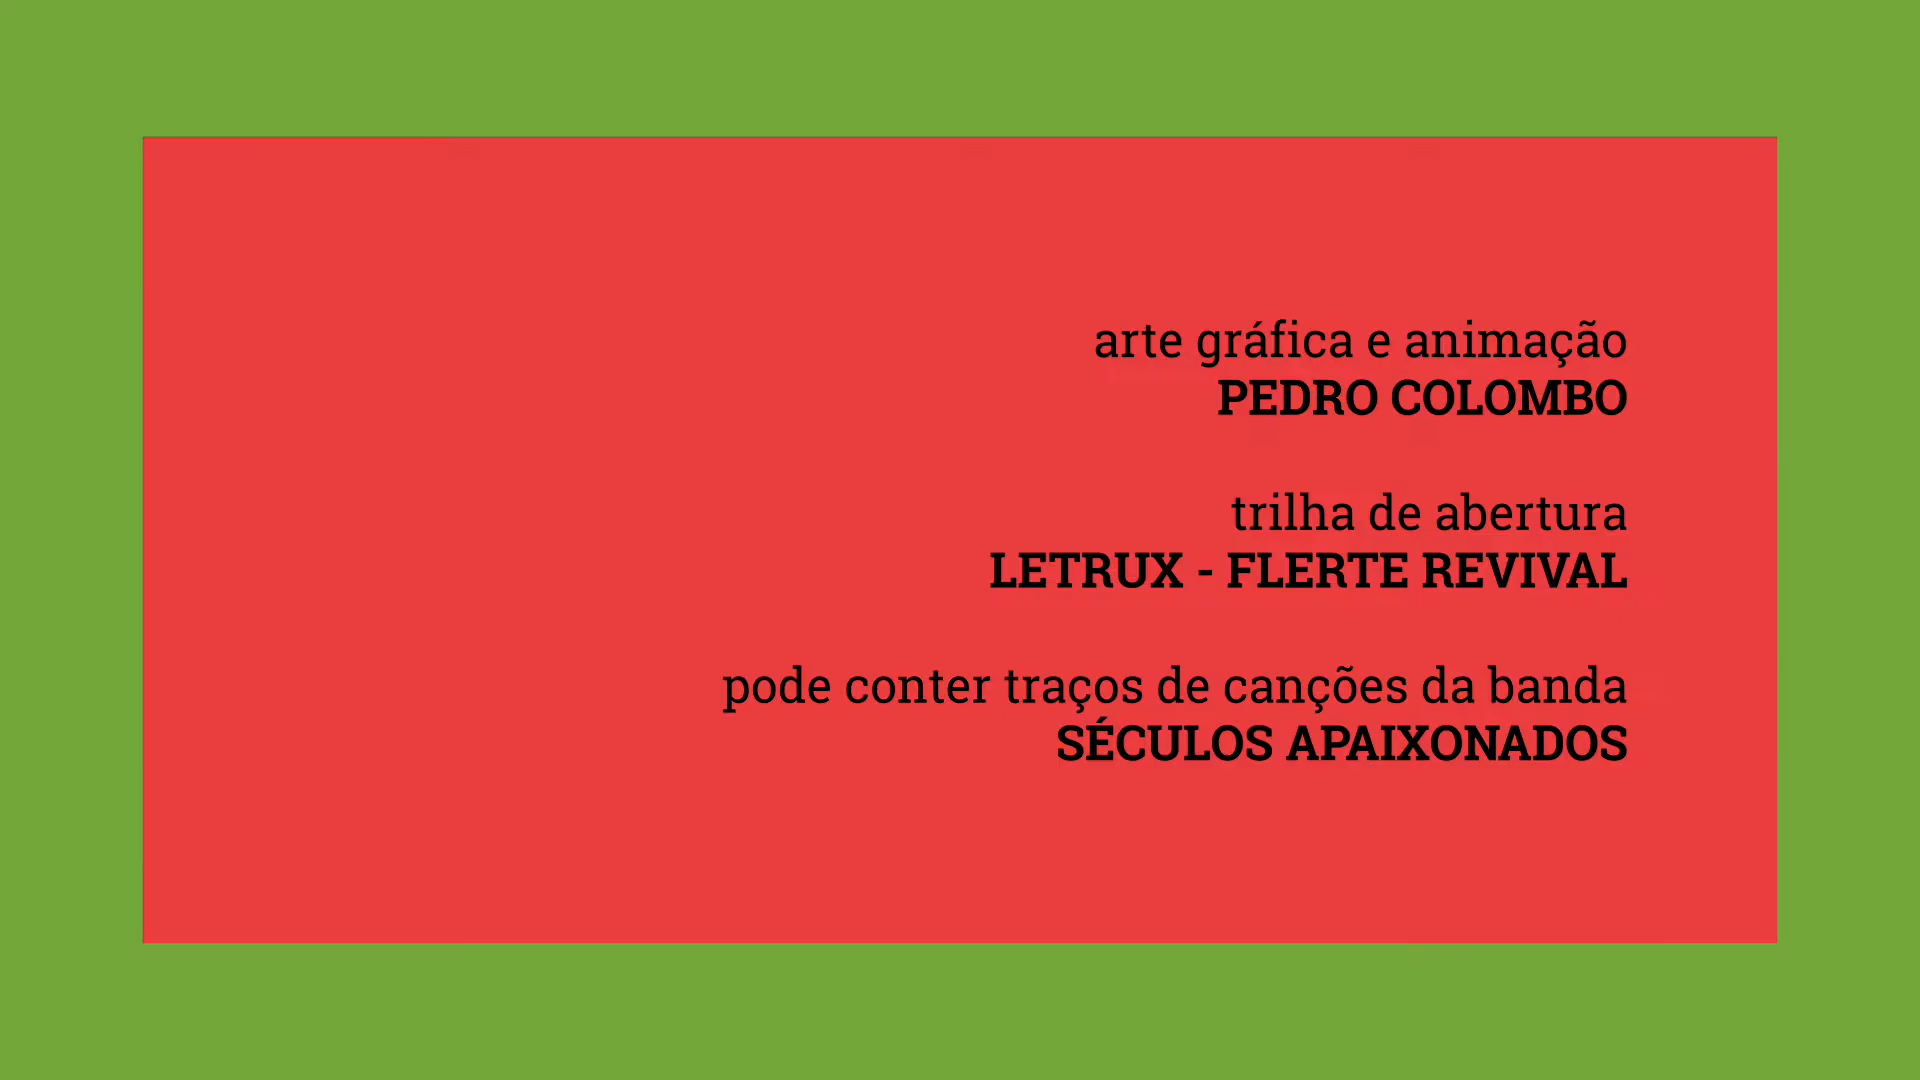 arte gráfica e animação
PEDRO COLOMBO
trilha de abertura
LETRUX - FLERTE REVIVAL
pode conter traços de canções da banda
SÉCULOS APAIXONADOS